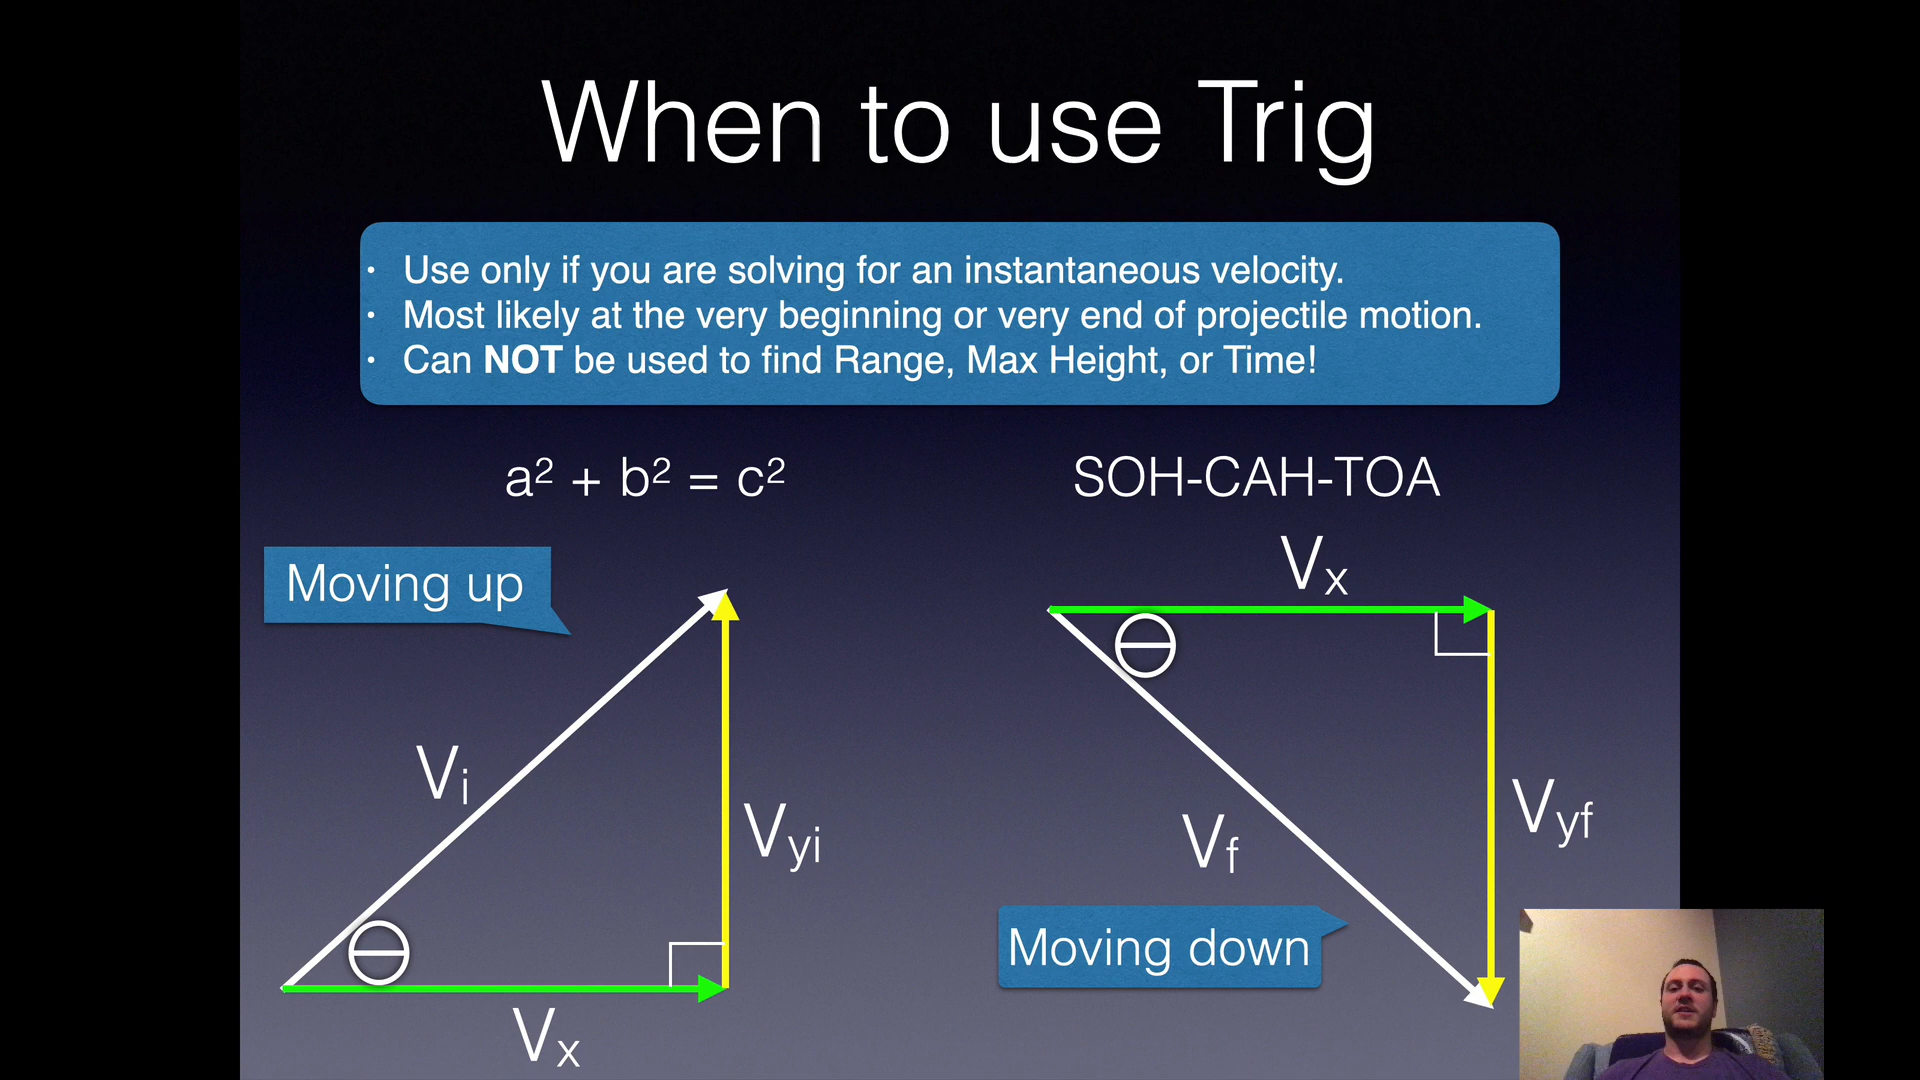 When to use Trig
• Use only if you are solving for an instantaneous velocity.
• Most likely at the very beginning or very end of projectile motion.
• Can NOT be used to find Range, Max Height, or Time!
a² + b² = c²
SOH-CAH-TOA
Moving up
Vᵢ
Θ
Vyi
Vₓ
Vₓ
Θ
Vf
Vyf
Moving down